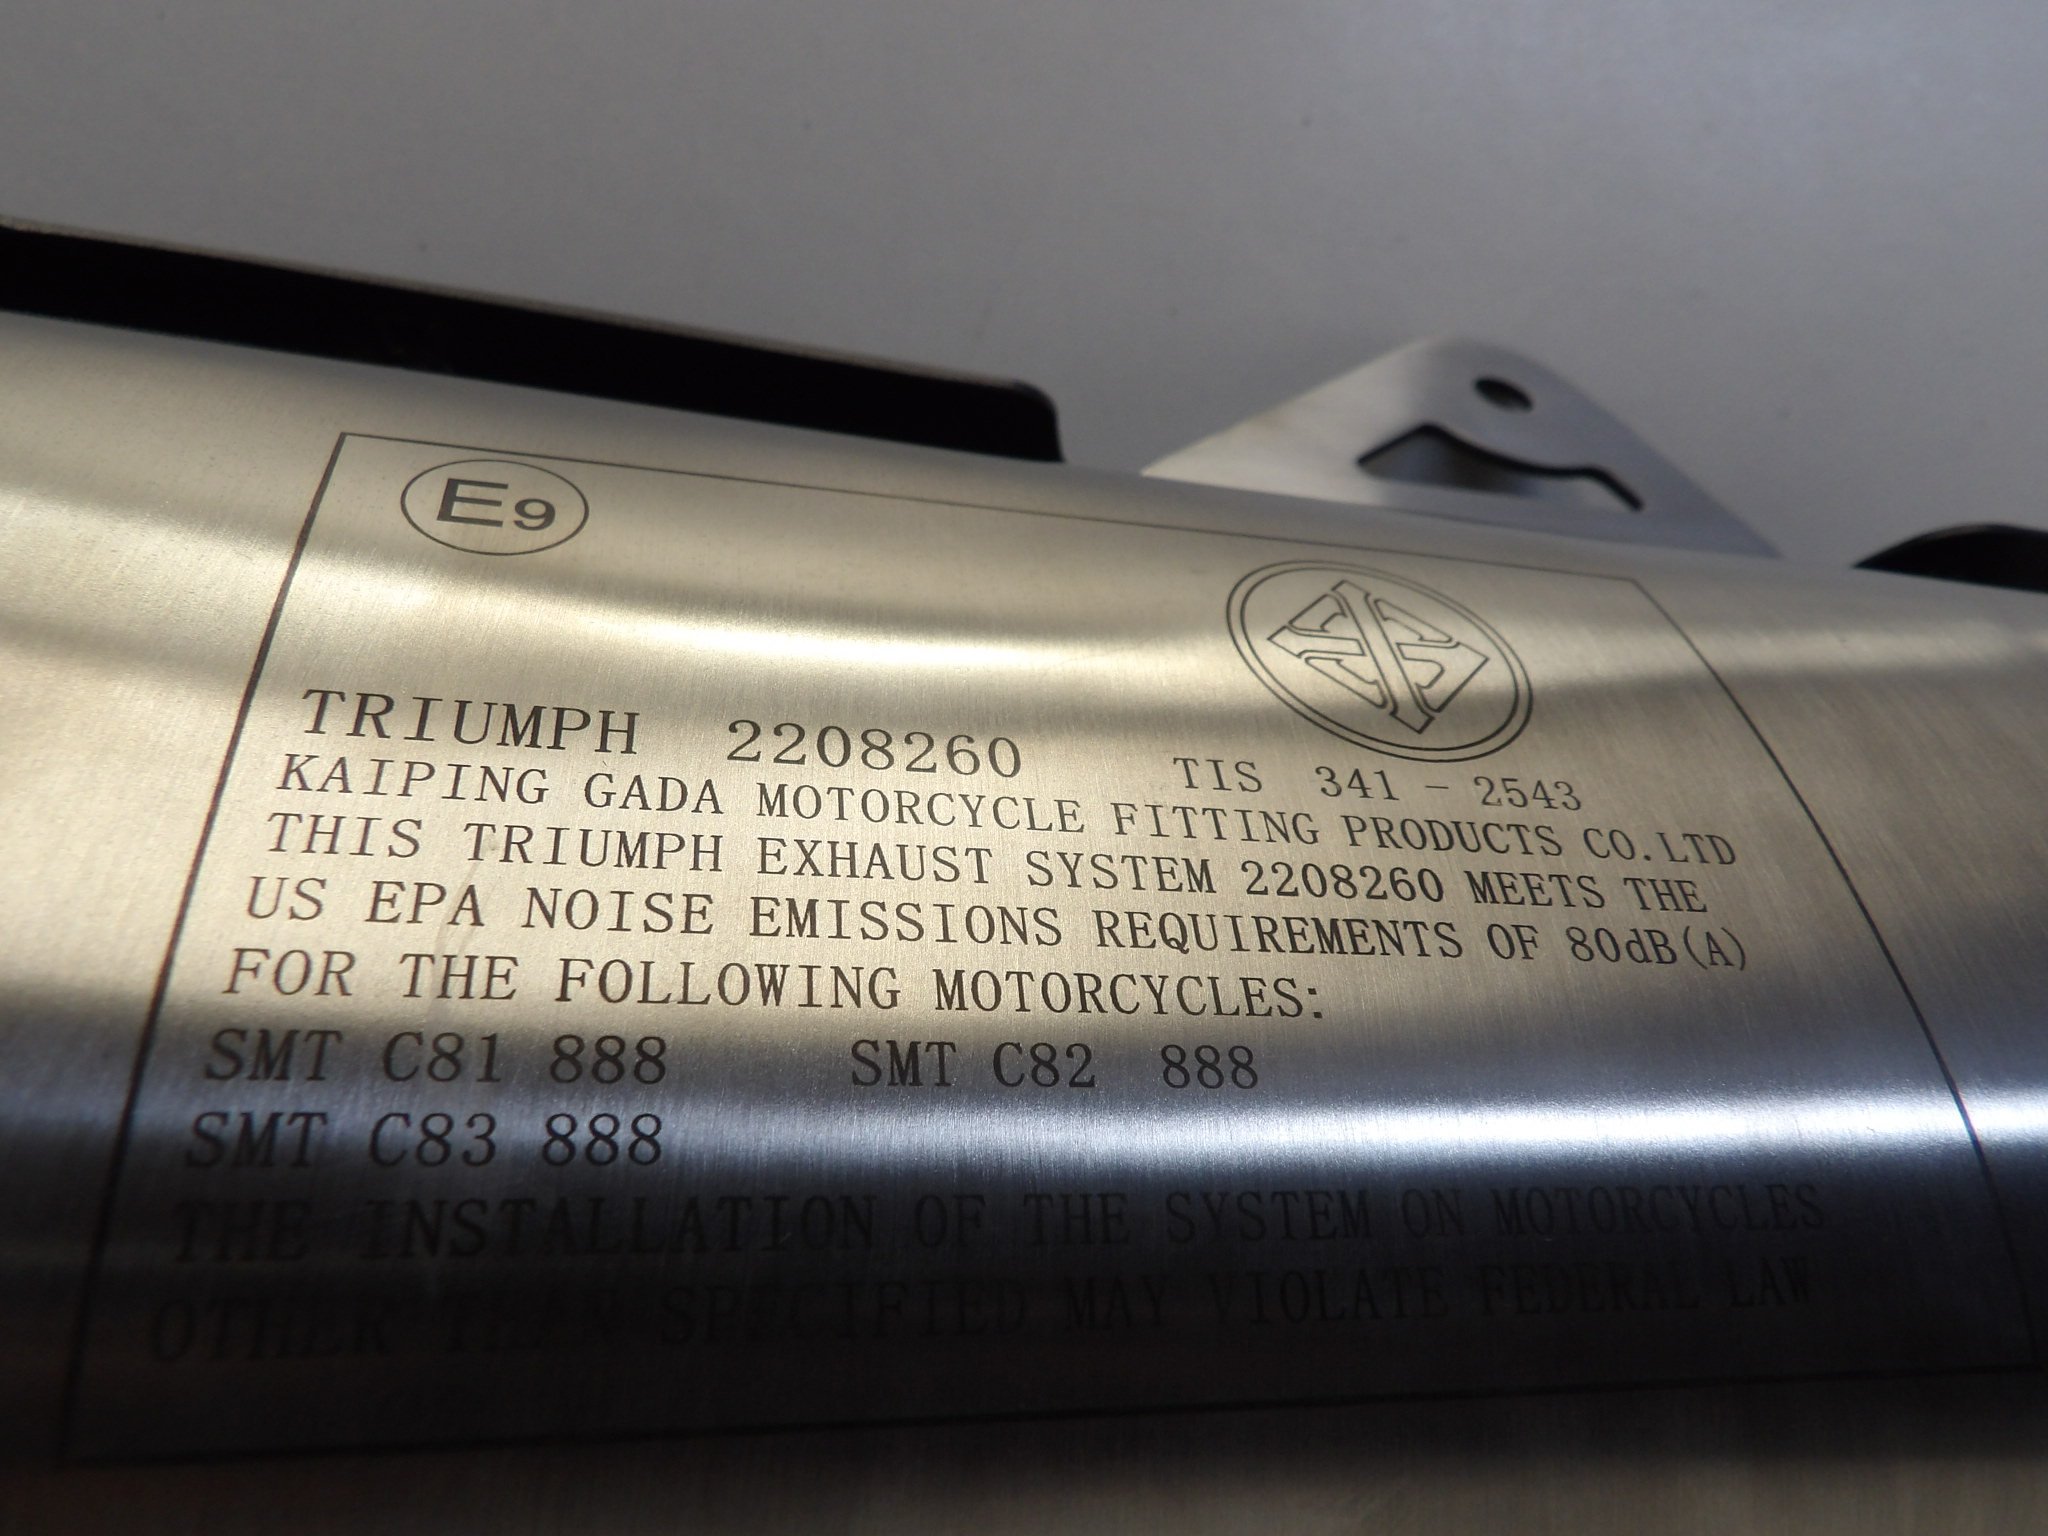 E9
TRIUMPH 2208260 TIS 341 - 2543
KAIPING GADA MOTORCYCLE FITTING PRODUCTS CO.LTD
THIS TRIUMPH EXHAUST SYSTEM 2208260 MEETS THE
US EPA NOISE EMISSIONS REQUIREMENTS OF 80dB(A)
FOR THE FOLLOWING MOTORCYCLES:
SMT C81 888 SMT C82 888
SMT C83 888
THE INSTALLATION OF THE SYSTEM ON MOTORCYCLES
OTHER THAN SPECIFIED MAY VIOLATE FEDERAL LAW